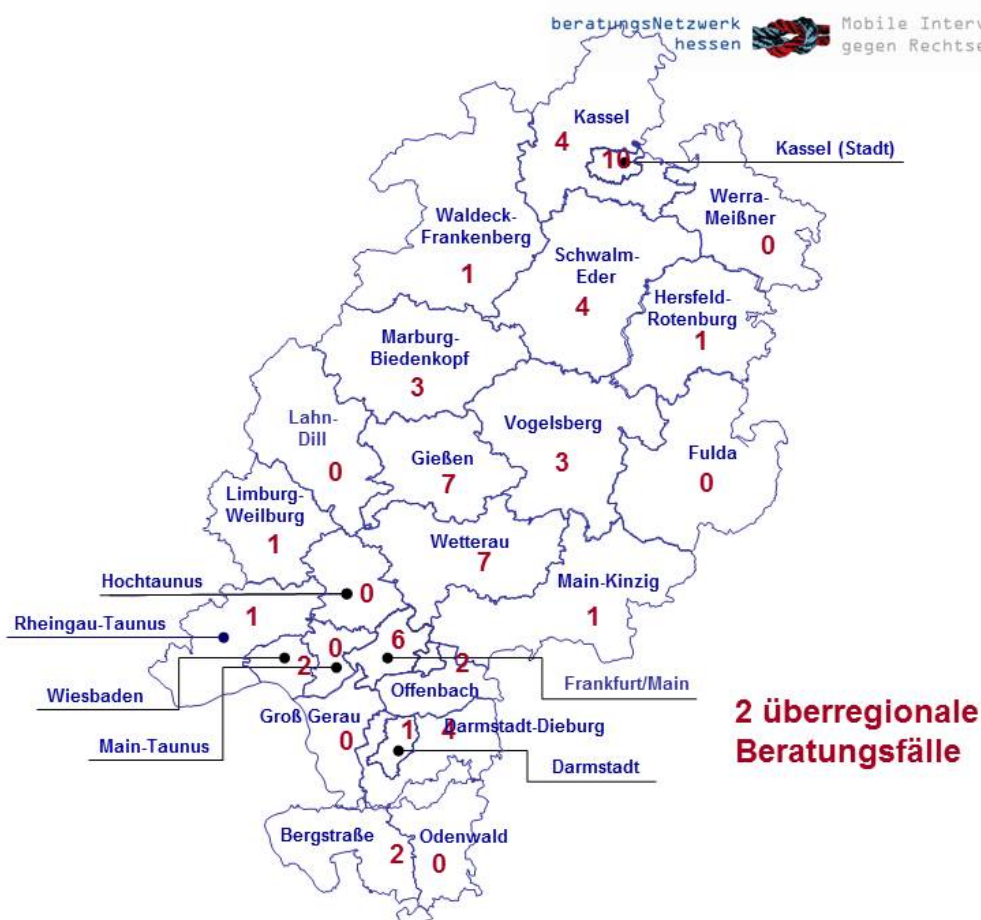 beratungsNetzwerk
hessen
Mobile Interv
gegen Rechtse
Kassel
4
10
Kassel (Stadt)
Werra-
Meißner
0
Waldeck-
Frankenberg
1
Schwalm-
Eder
4
Hersfeld-
Rotenburg
1
Marburg-
Biedenkopf
3
Lahn-
Dill
0
Gießen
7
Vogelsberg
3
Fulda
0
Limburg-
Weilburg
1
Wetterau
7
Main-Kinzig
1
Hochtaunus
0
Rheingau-Taunus
1
0
6
2
2
Wiesbaden
Offenbach
Frankfurt/Main
Main-Taunus
Groß Gerau
0
1
4
Darmstadt-Dieburg
Darmstadt
2 überregionale
Beratungsfälle
Bergstraße
2
Odenwald
0